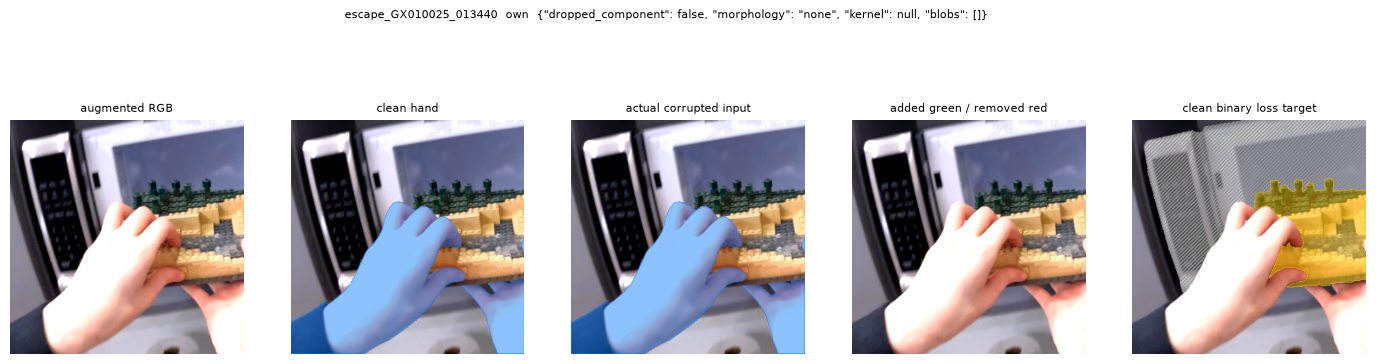 escape_GX010025_013440  own  {"dropped_component": false, "morphology": "none", "kernel": null, "blobs": []}
augmented RGB
clean hand
actual corrupted input
added green / removed red
clean binary loss target